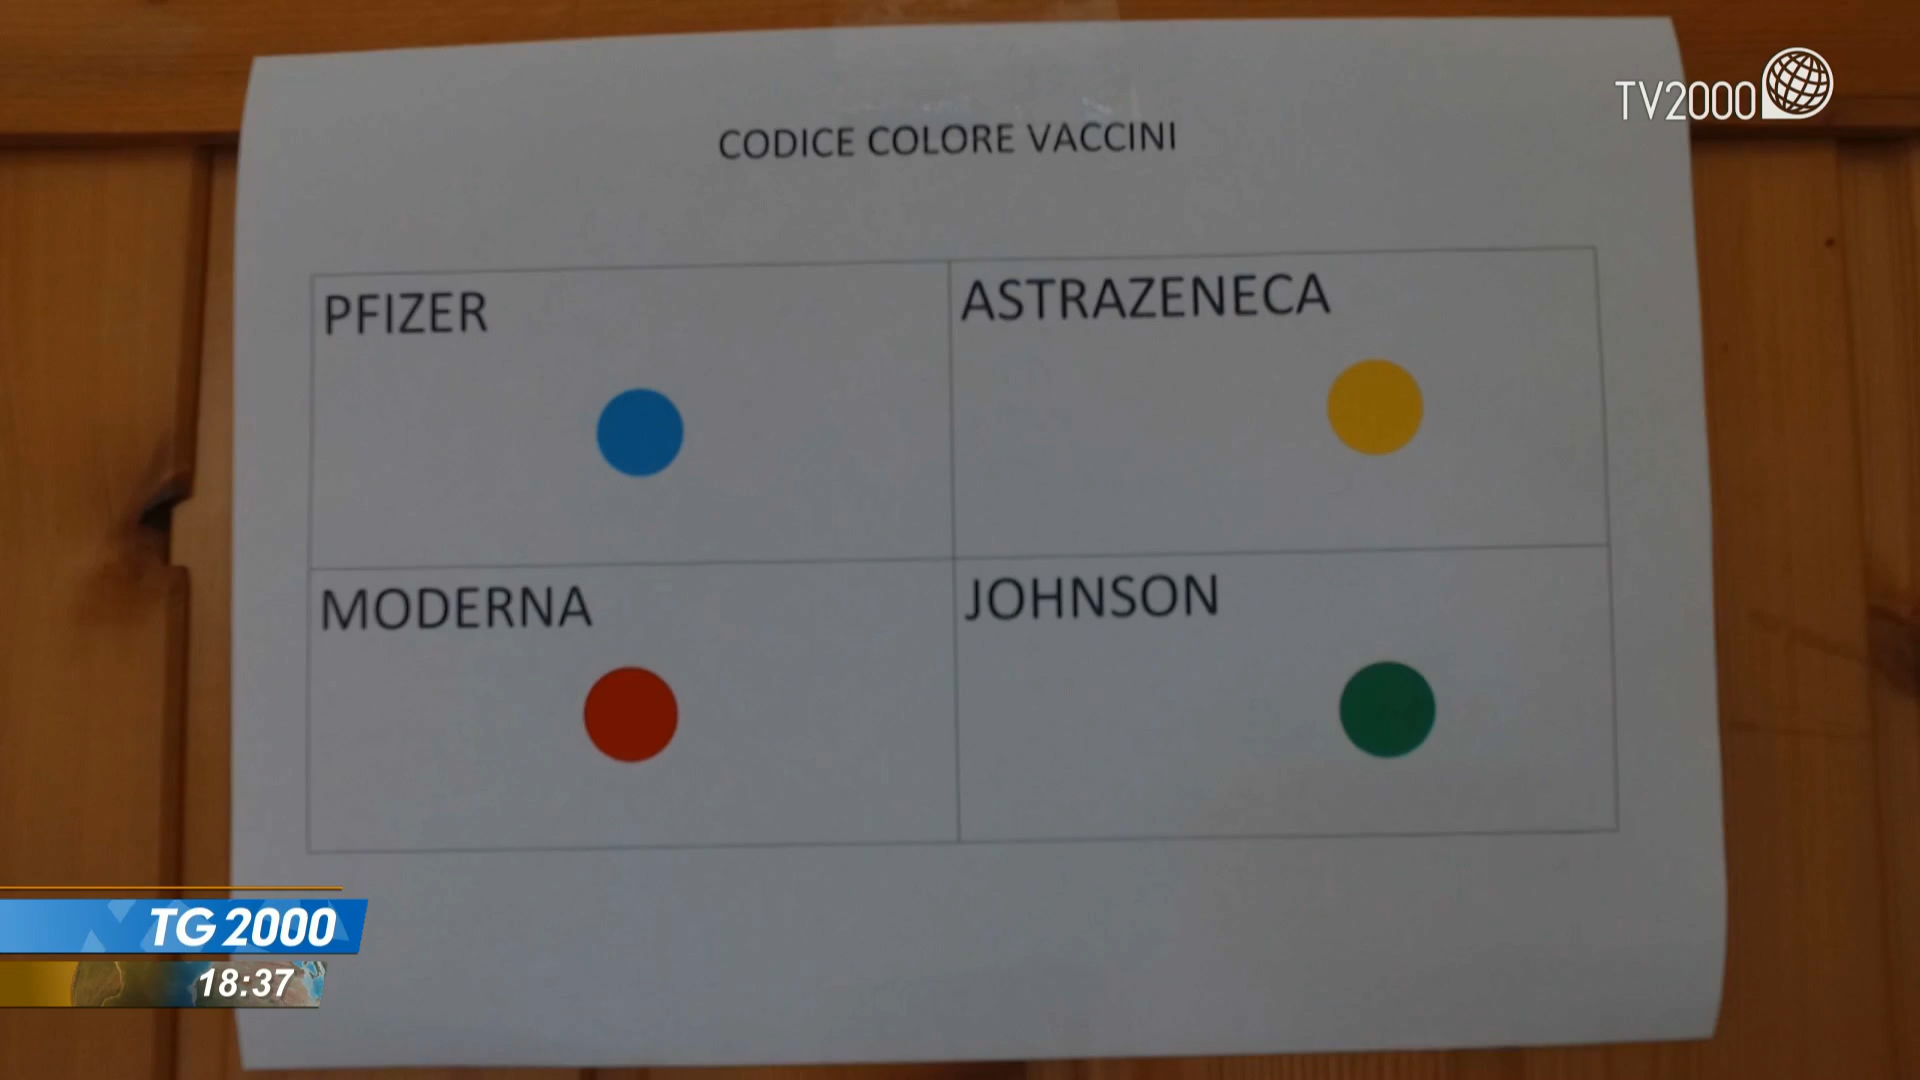 TV2000
CODICE COLORE VACCINI
PFIZER
ASTRAZENECA
MODERNA
JOHNSON
TG 2000
18:37